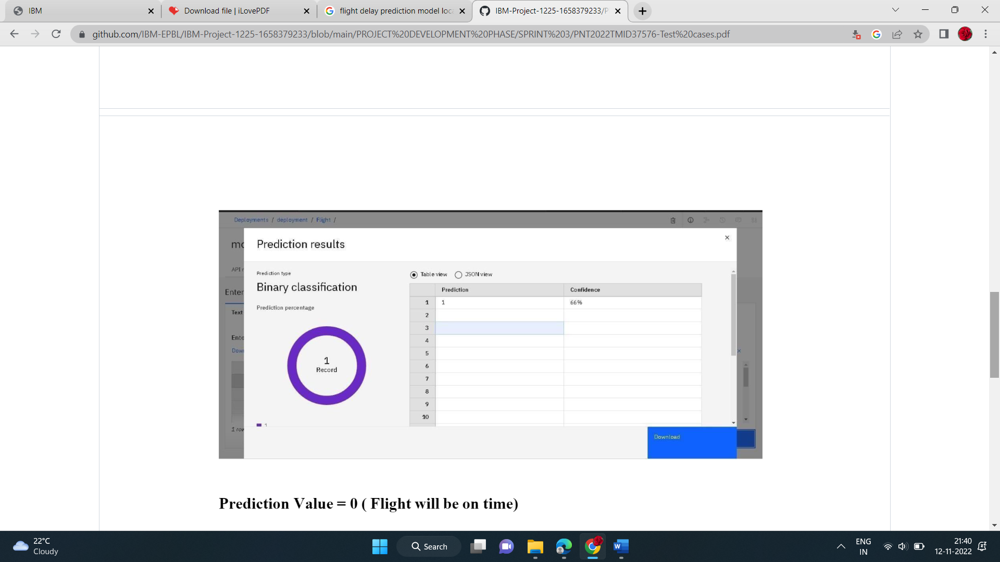 IBM
Download file | iLovePDF
flight delay prediction model loc
IBM-Project-1225-1658379233/P
github.com/IBM-EPBL/IBM-Project-1225-1658379233/blob/main/PROJECT%20DEVELOPMENT%20PHASE/SPRINT%203/PNT2022TMID37576-Test%20cases.pdf
Deployments / deployment / Flight /
Prediction results
API
Prediction type
Binary classification
Table view JSON view
Enter
Prediction Confidence
1 1 66%
Prediction percentage
Text
2
3
Ente
4
Dow
5
6
1
Record
7
8
9
10
1
1 row
Download
Prediction Value = 0 ( Flight will be on time)
22°C
Cloudy
Search
ENG
IN
21:40
12-11-2022